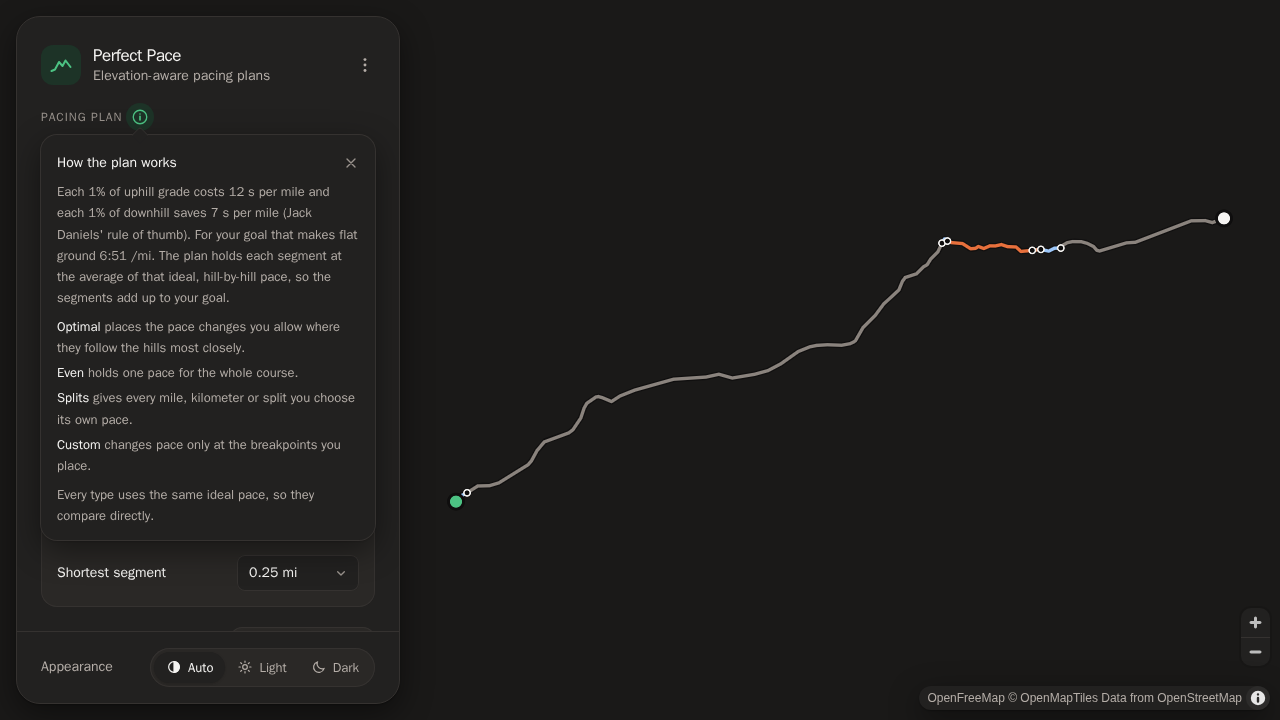 Perfect Pace
Elevation-aware pacing plans
PACING PLAN
How the plan works
Each 1% of uphill grade costs 12 s per mile and
each 1% of downhill saves 7 s per mile (Jack
Daniels' rule of thumb). For your goal that makes flat
ground 6:51 /mi. The plan holds each segment at
the average of that ideal, hill-by-hill pace, so the
segments add up to your goal.
Optimal places the pace changes you allow where
they follow the hills most closely.
Even holds one pace for the whole course.
Splits gives every mile, kilometer or split you choose
its own pace.
Custom changes pace only at the breakpoints you
place.
Every type uses the same ideal pace, so they
compare directly.
Shortest segment 0.25 mi
Appearance Auto Light Dark
OpenFreeMap © OpenMapTiles Data from OpenStreetMap